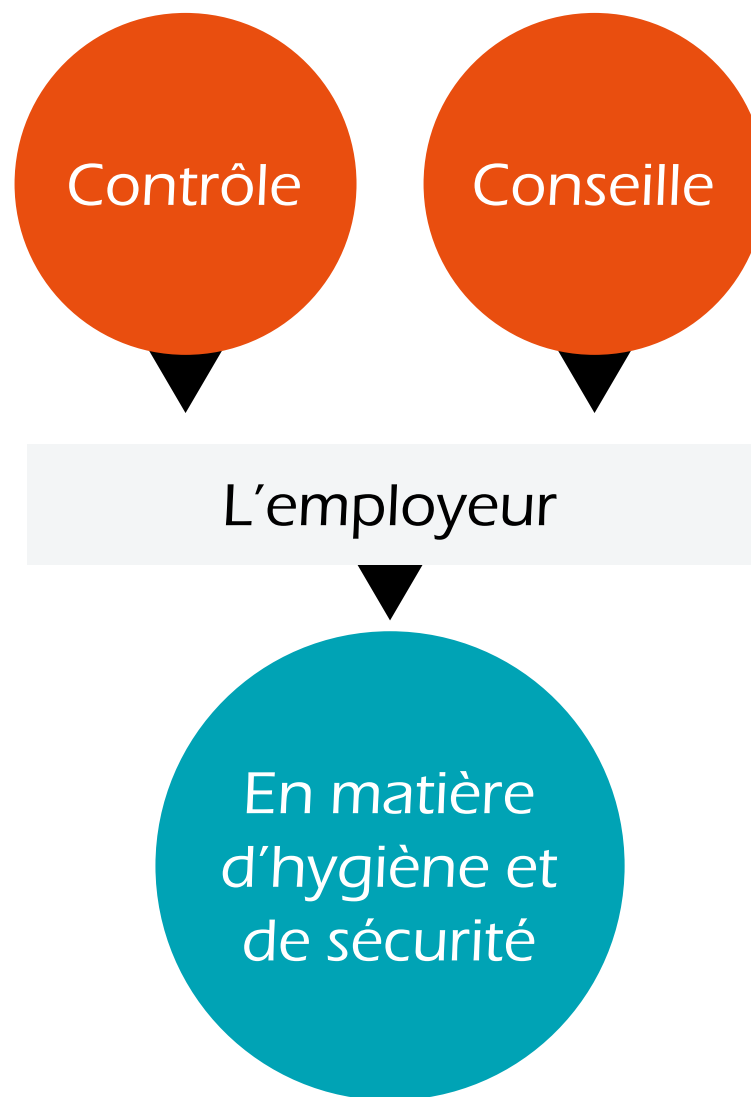 Contrôle
Conseille
L’employeur
En matière
d’hygiène et
de sécurité